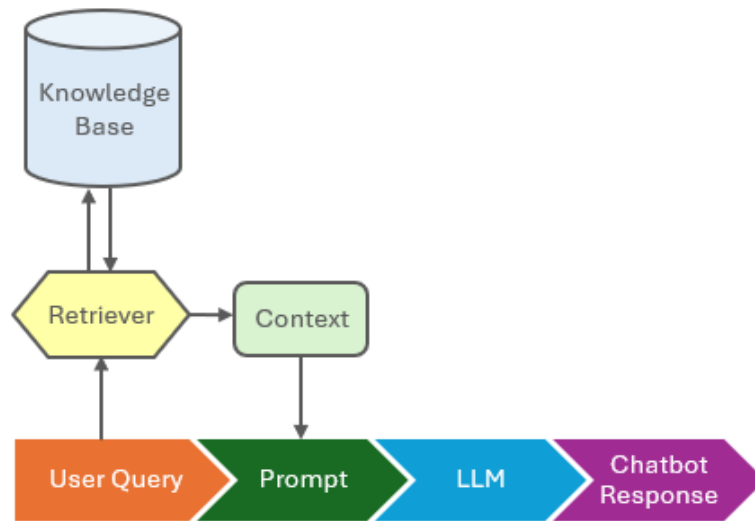 Knowledge
Base
Retriever
Context
User Query
Prompt
LLM
Chatbot
Response